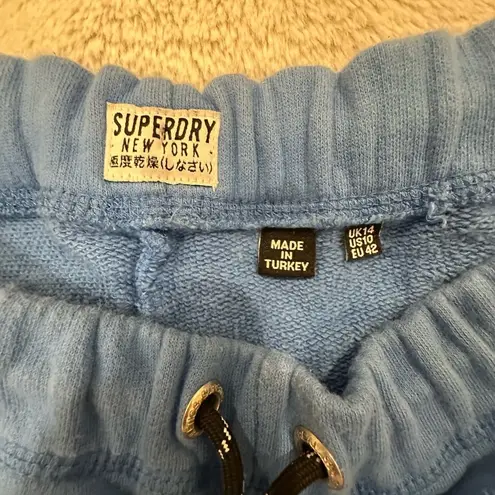 SUPERDRY
· NEW YORK ·
極度乾燥(しなさい)
MADE
IN
TURKEY
UK14
US10
EU 42